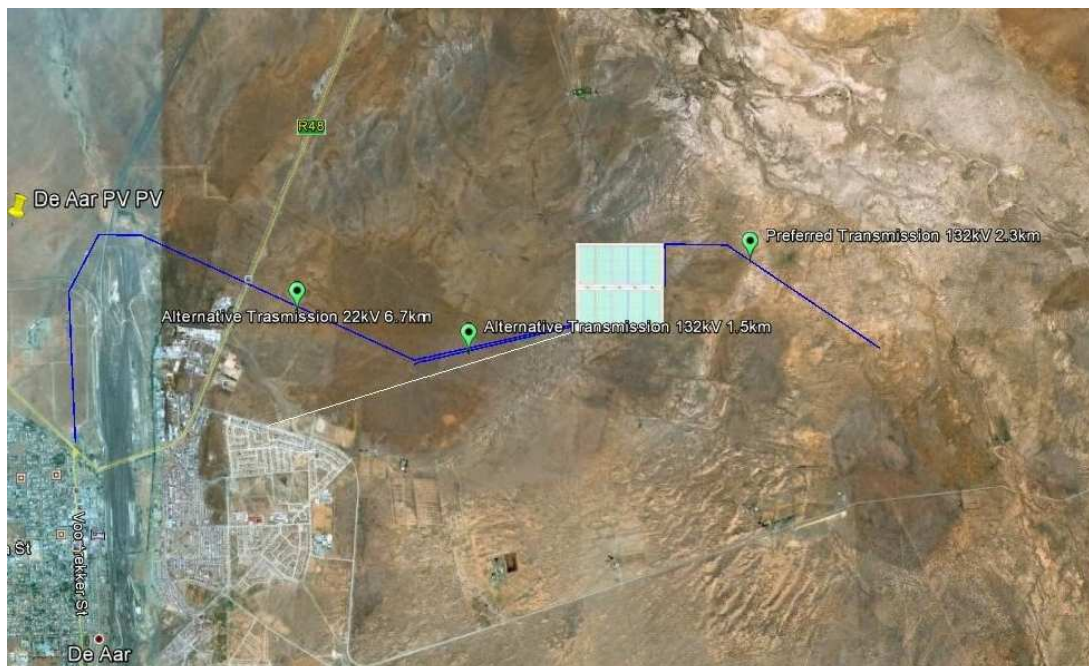 R48
De Aar PV PV
Preferred Transmission 132kV 2.3km
Alternative Trasmission 22kV 6.7km
Alternative Transmission 132kV 1.5km
St
Voortrekker St
De Aar